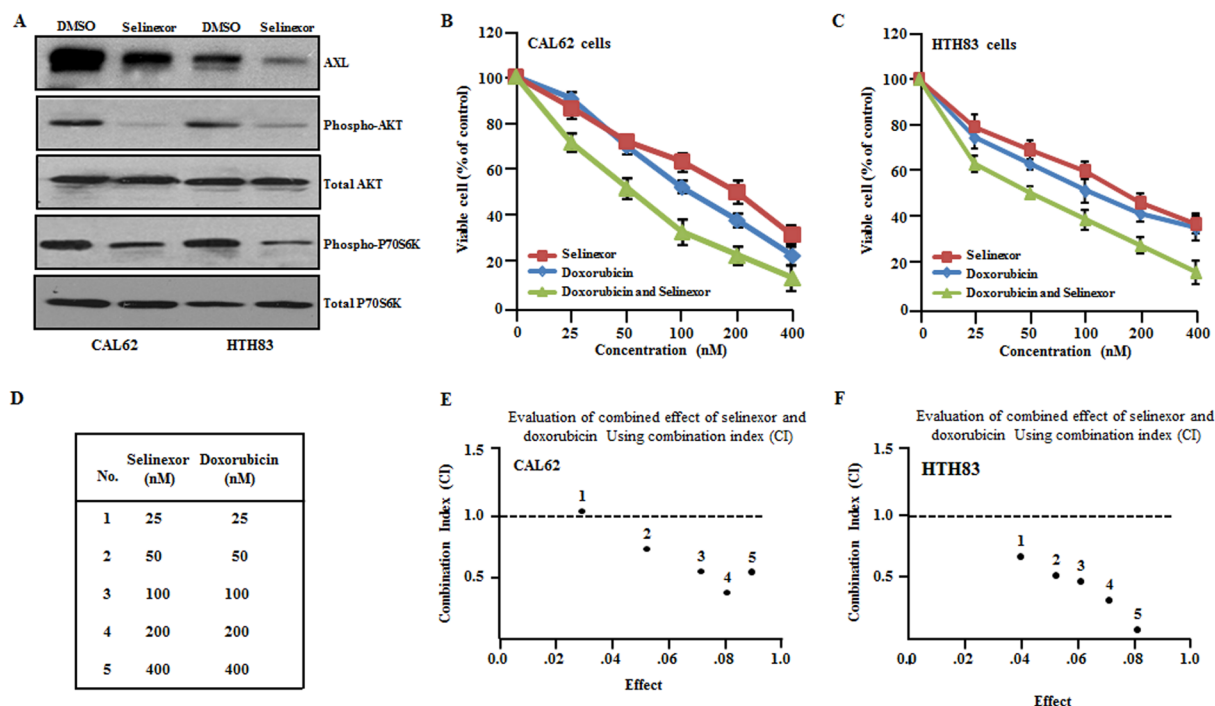 A
DMSO Selinexor DMSO Selinexor
AXL
Phospho-AKT
Total AKT
Phospho-P70S6K
Total P70S6K
CAL62 HTH83
B
CAL62 cells
Viable cell (% of control)
120
100
80
60
40
20
0
Selinexor
Doxorubicin
Doxorubicin and Selinexor
0 25 50 100 200 400
Concentration (nM)
C
HTH83 cells
Viable cell (% of control)
120
100
80
60
40
20
0
Selinexor
Doxorubicin
Doxorubicin and Selinexor
0 25 50 100 200 400
Concentration (nM)
D
No. Selinexor (nM) Doxorubicin (nM)
1 25 25
2 50 50
3 100 100
4 200 200
5 400 400
E
Evaluation of combined effect of selinexor and
doxorubicin Using combination index (CI)
CAL62
Combination Index (CI)
1.5
1.0
0.5
1
2
3
4
5
0.0 .02 .04 .06 .08 1.0
Effect
F
Evaluation of combined effect of selinexor and
doxorubicin Using combination index (CI)
HTH83
Combination Index (CI)
1.5
1.0
0.5
1
2
3
4
5
0.0 .02 .04 .06 .08 1.0
Effect